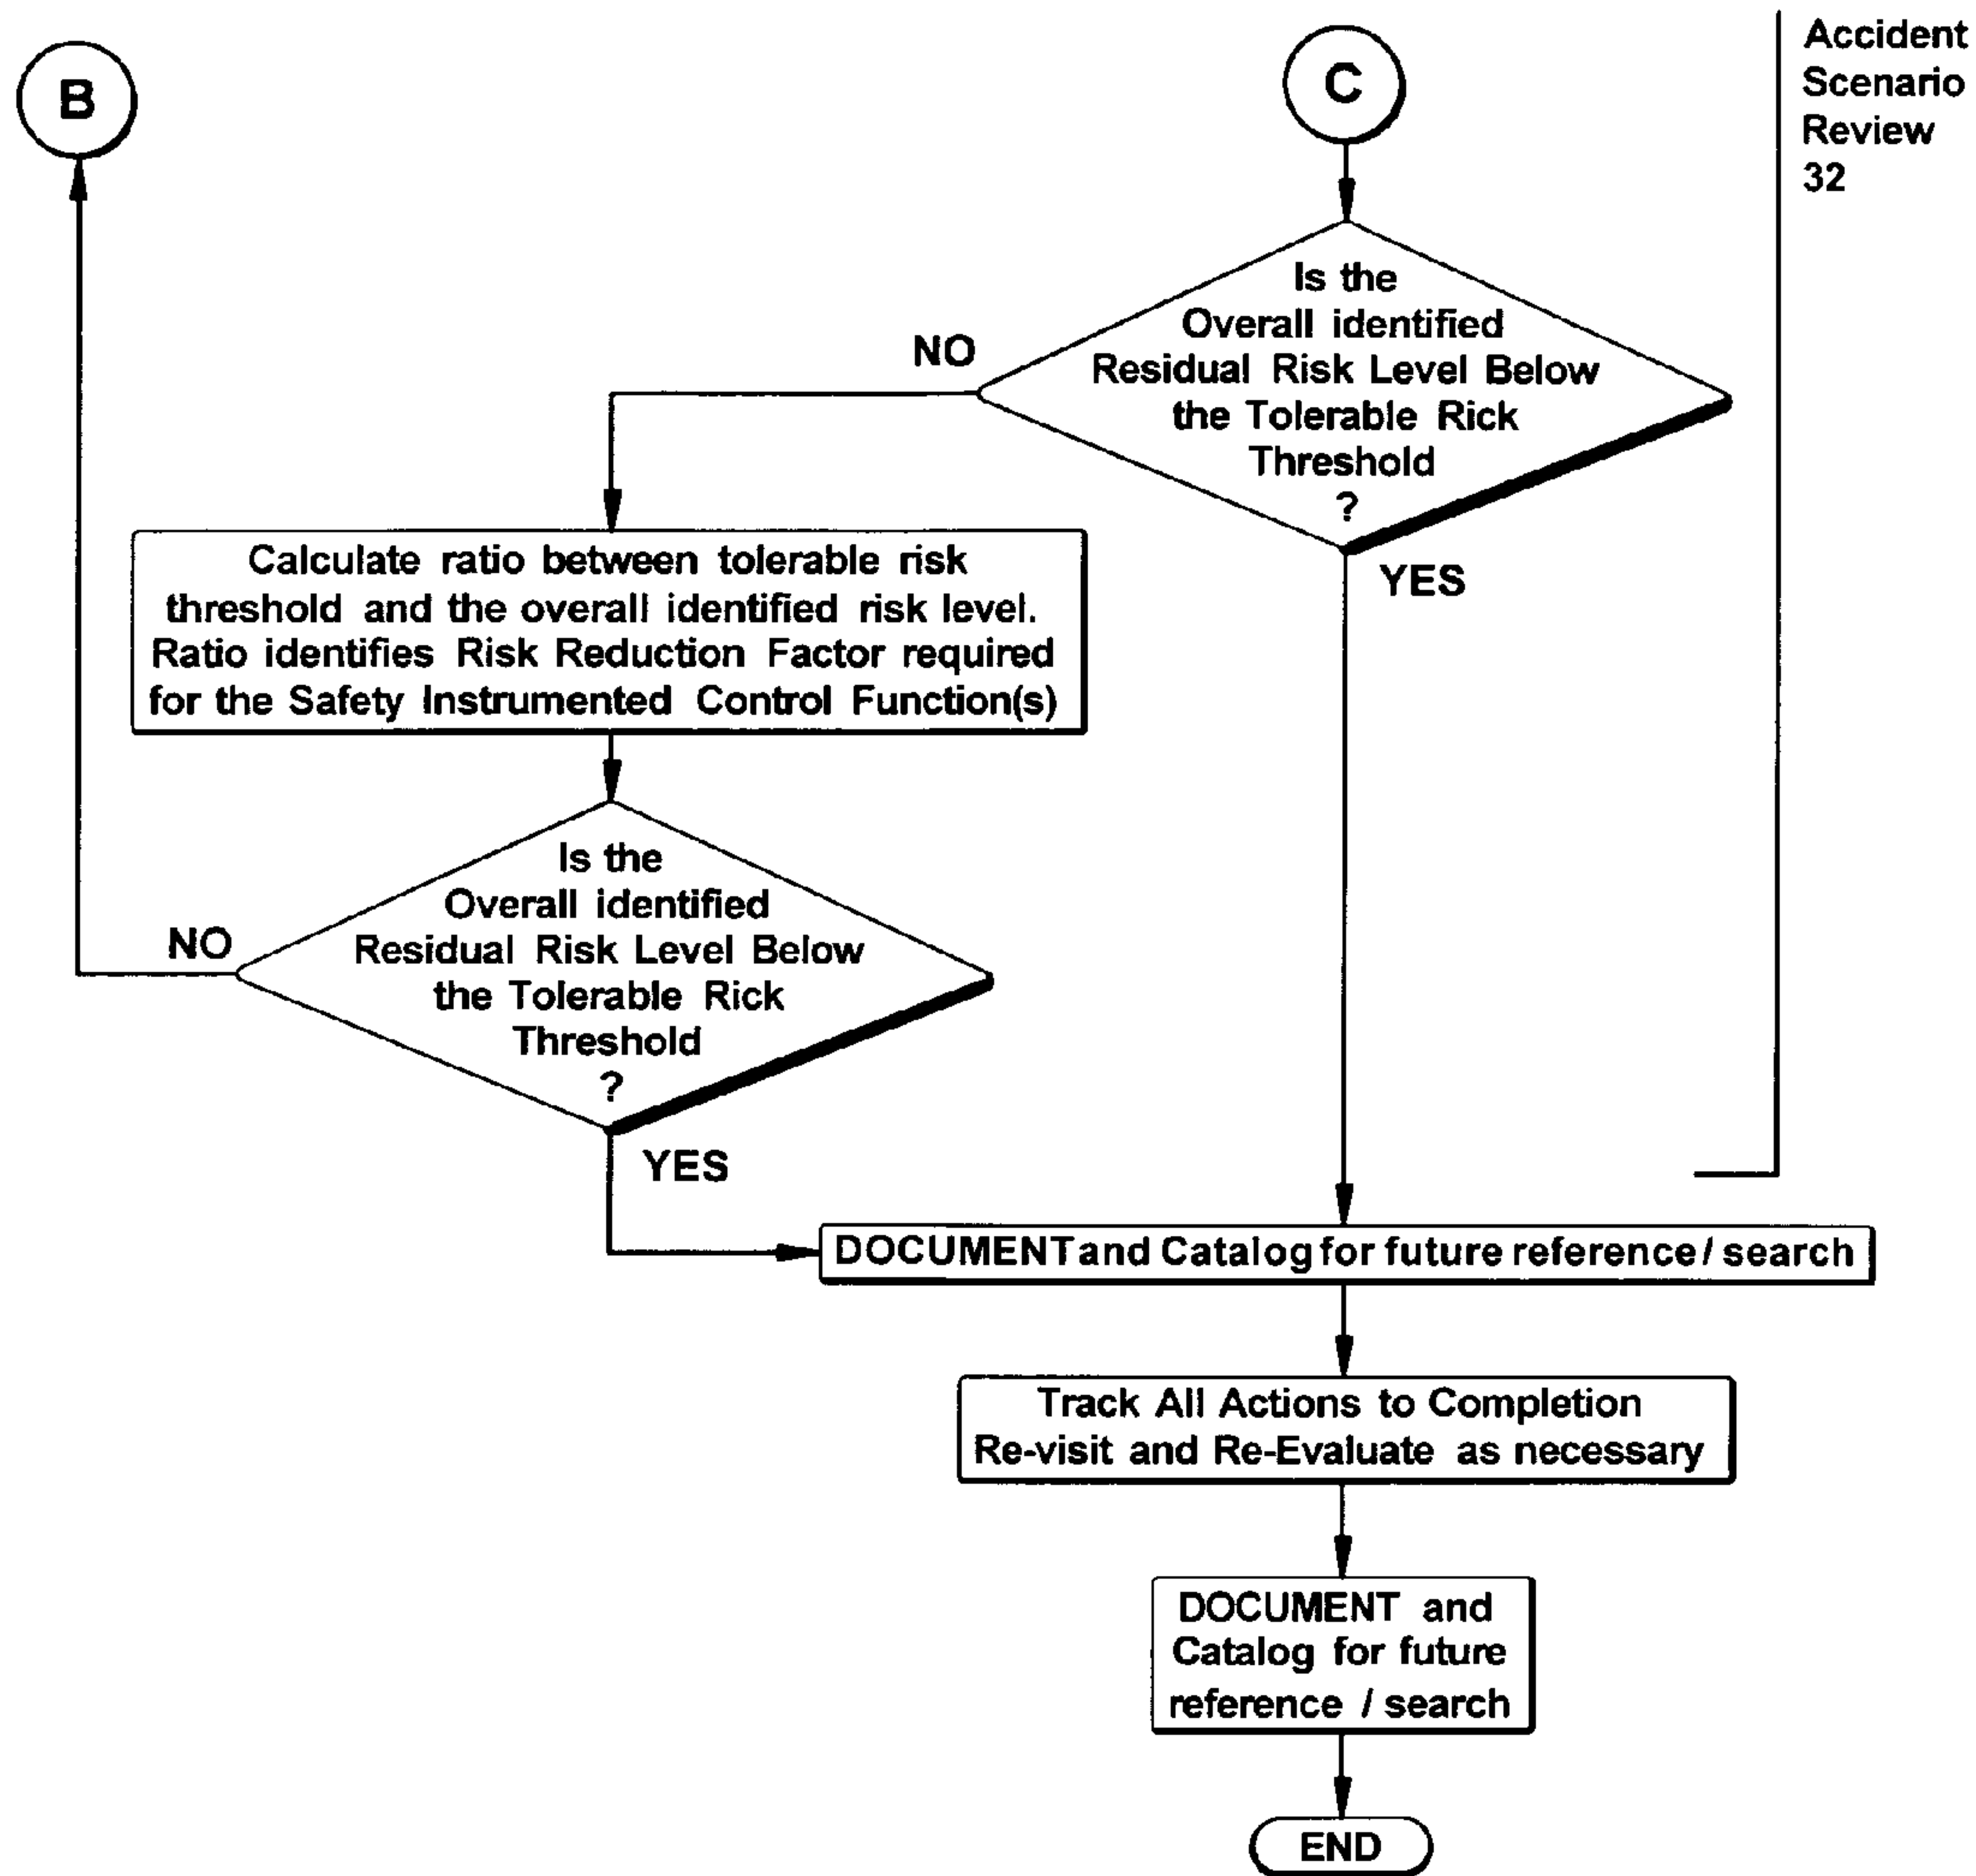 B
C
Accident
Scenario
Review
32
Is the
Overall identified
Residual Risk Level Below
the Tolerable Rick
Threshold
?
NO
YES
Calculate ratio between tolerable risk
threshold and the overall identified risk level.
Ratio identifies Risk Reduction Factor required
for the Safety Instrumented Control Function(s)
Is the
Overall identified
Residual Risk Level Below
the Tolerable Rick
Threshold
?
NO
YES
DOCUMENT and Catalog for future reference / search
Track All Actions to Completion
Re-visit and Re-Evaluate as necessary
DOCUMENT and
Catalog for future
reference / search
END